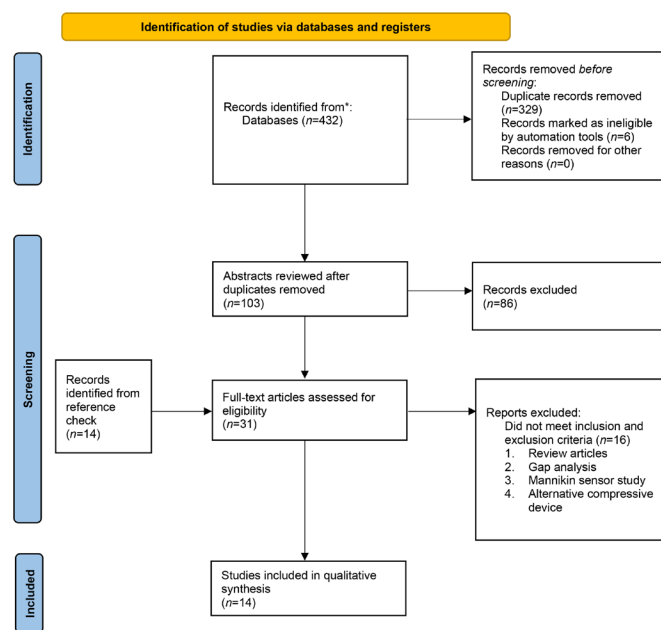 Identification of studies via databases and registers
Identification
Records identified from*:
Databases (n=432)
Records removed before
screening:
Duplicate records removed
(n=329)
Records marked as ineligible
by automation tools (n=6)
Records removed for other
reasons (n=0)
Screening
Abstracts reviewed after
duplicates removed
(n=103)
Records excluded
(n=86)
Records
identified from
reference
check
(n=14)
Full-text articles assessed for
eligibility
(n=31)
Reports excluded:
Did not meet inclusion and
exclusion criteria (n=16)
1. Review articles
2. Gap analysis
3. Mannikin sensor study
4. Alternative compressive
device
Included
Studies included in qualitative
synthesis
(n=14)